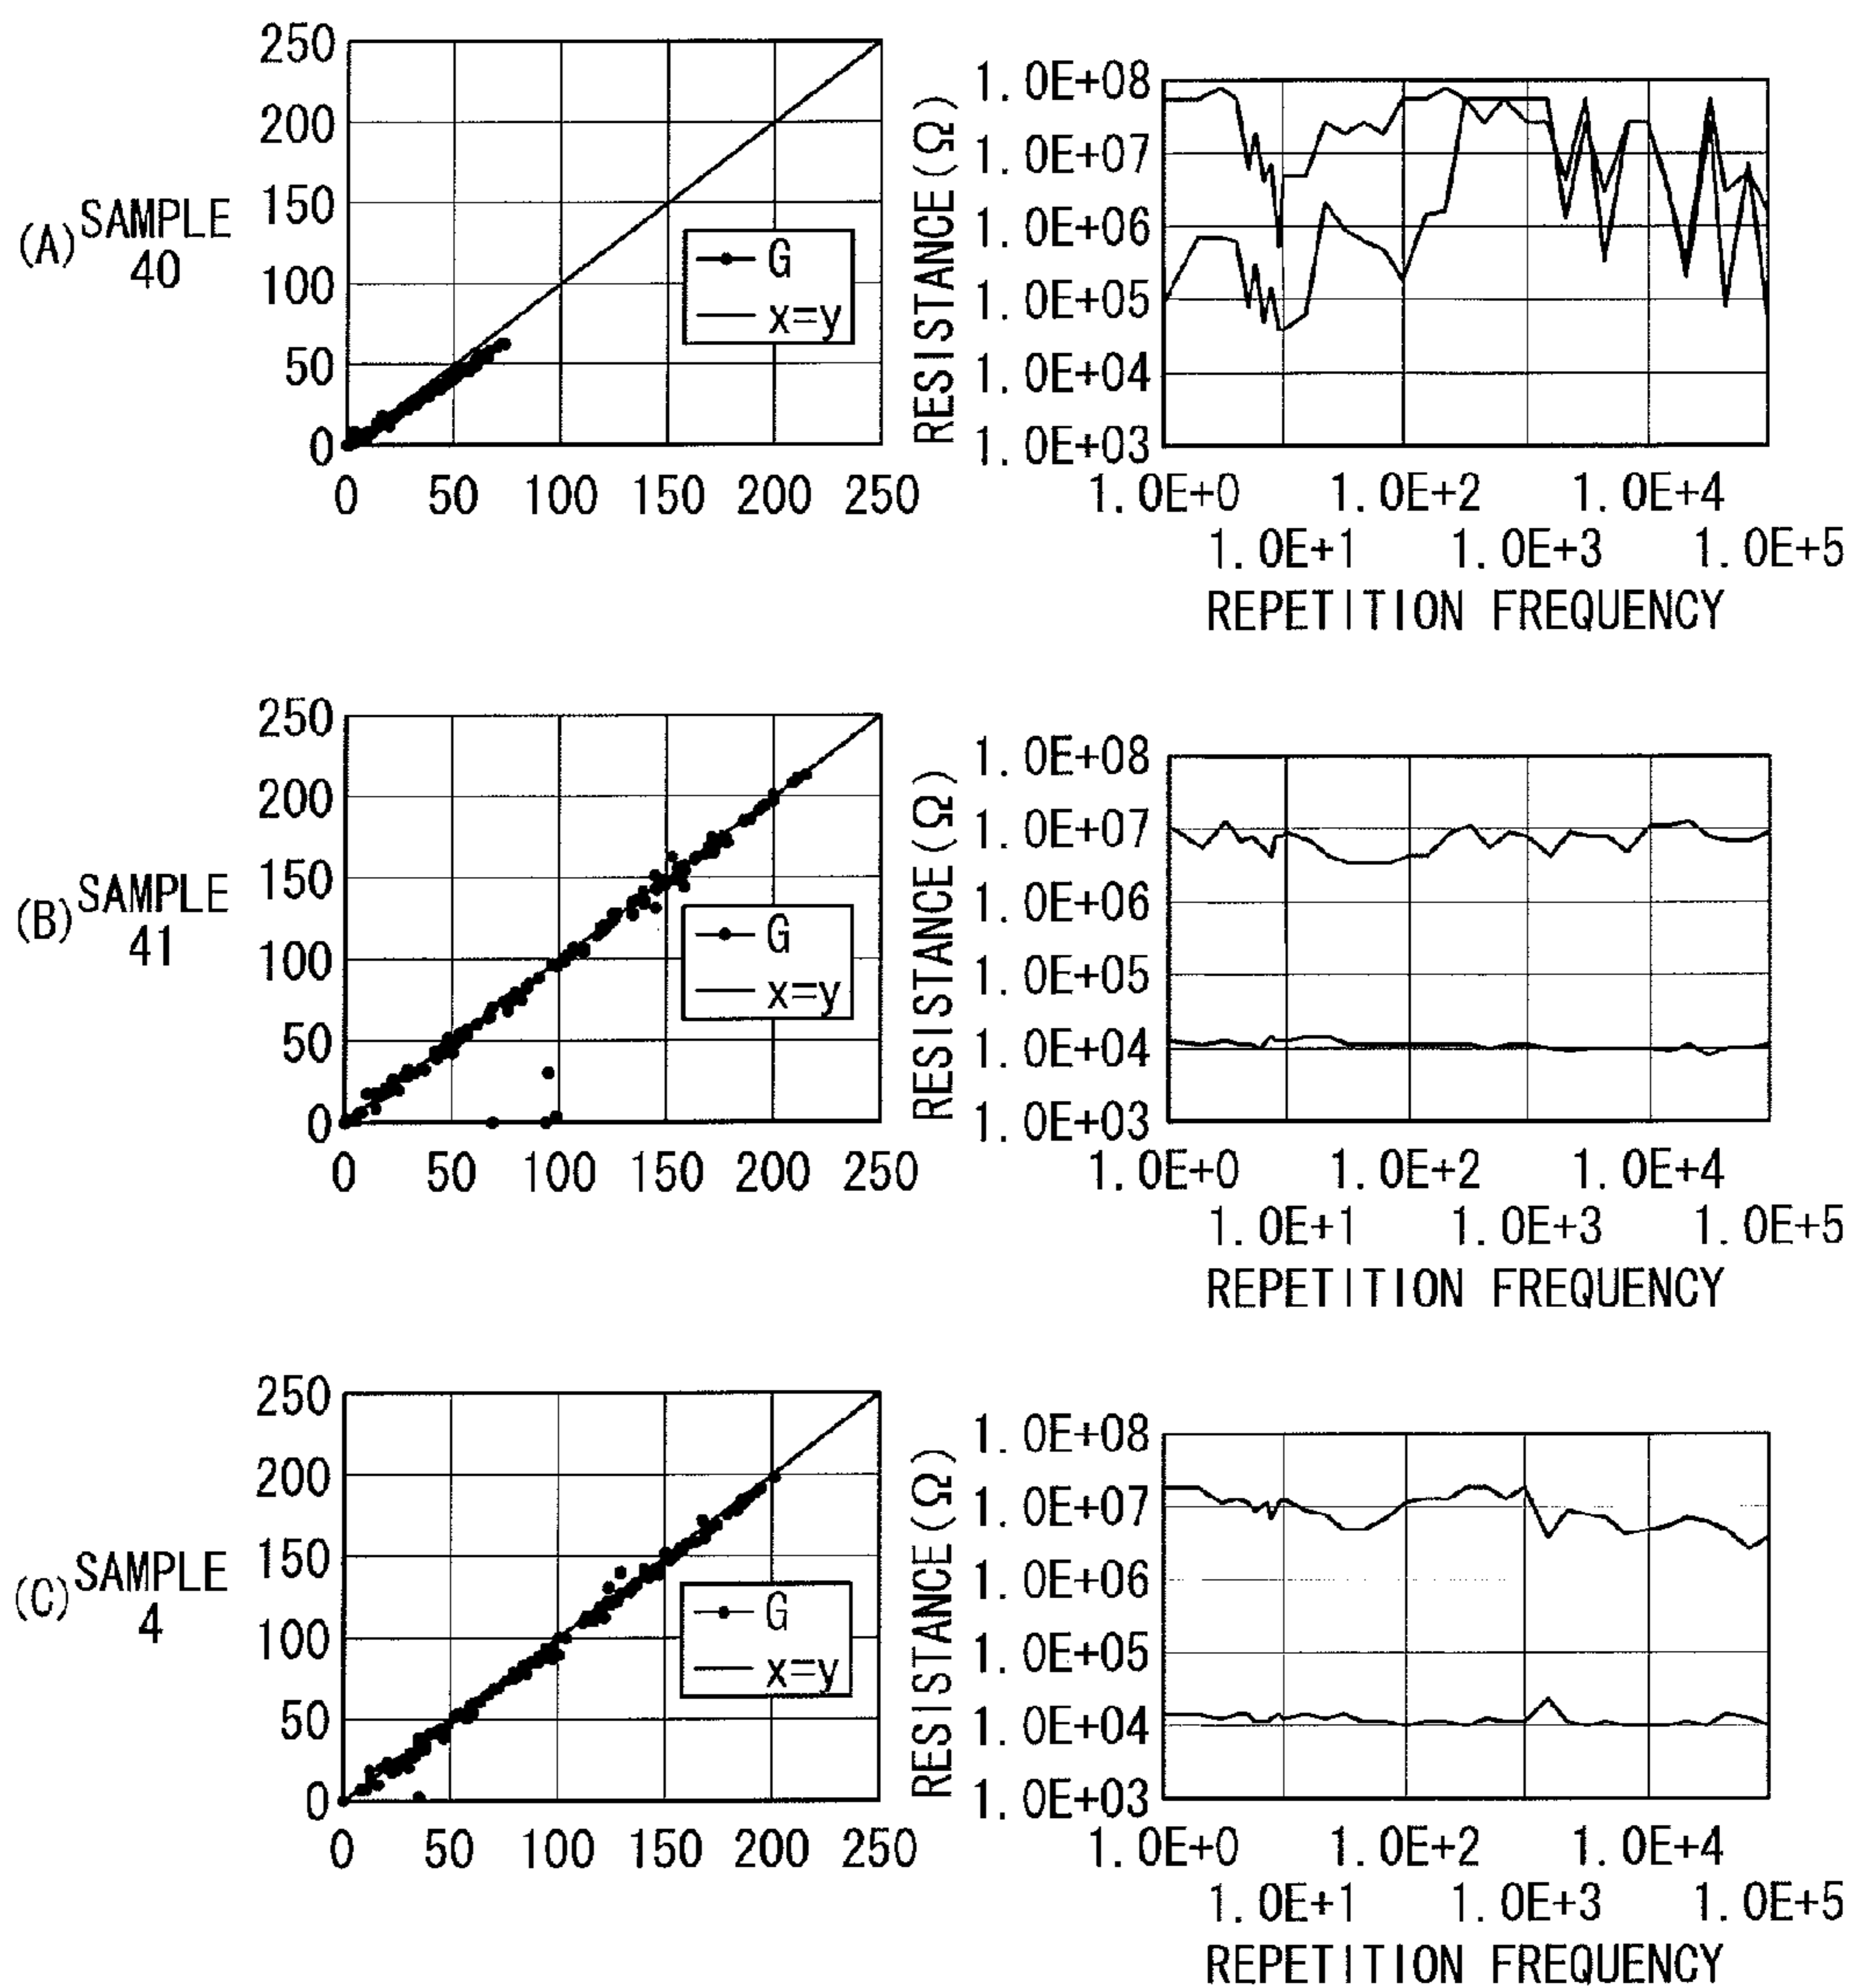 (A) SAMPLE 40
250
200
150
100
50
0
0 50 100 150 200 250
G
x=y
RESISTANCE (Ω)
1.0E+08
1.0E+07
1.0E+06
1.0E+05
1.0E+04
1.0E+03
1.0E+0 1.0E+2 1.0E+4
1.0E+1 1.0E+3 1.0E+5
REPETITION FREQUENCY
(B) SAMPLE 41
250
200
150
100
50
0
0 50 100 150 200 250
G
x=y
RESISTANCE (Ω)
1.0E+08
1.0E+07
1.0E+06
1.0E+05
1.0E+04
1.0E+03
1.0E+0 1.0E+2 1.0E+4
1.0E+1 1.0E+3 1.0E+5
REPETITION FREQUENCY
(C) SAMPLE 4
250
200
150
100
50
0
0 50 100 150 200 250
G
x=y
RESISTANCE (Ω)
1.0E+08
1.0E+07
1.0E+06
1.0E+05
1.0E+04
1.0E+03
1.0E+0 1.0E+2 1.0E+4
1.0E+1 1.0E+3 1.0E+5
REPETITION FREQUENCY